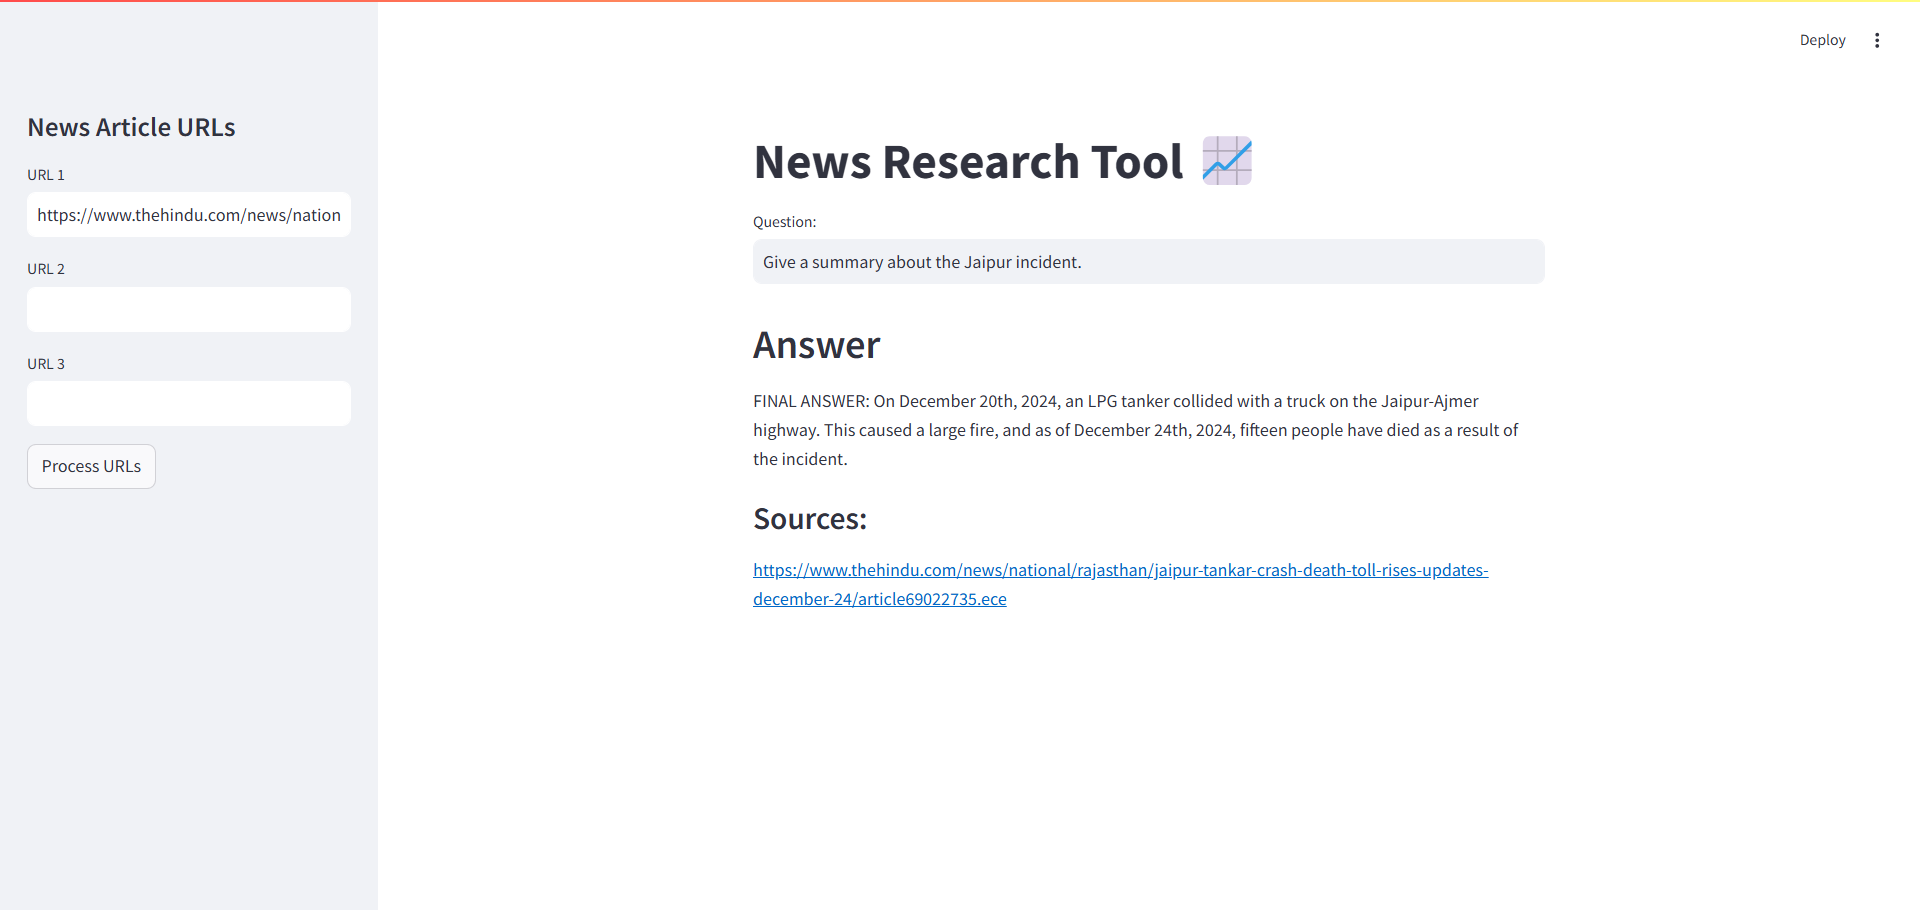 Deploy
News Article URLs
URL 1
https://www.thehindu.com/news/nation
URL 2
URL 3
Process URLs
News Research Tool
Question:
Give a summary about the Jaipur incident.
Answer
FINAL ANSWER: On December 20th, 2024, an LPG tanker collided with a truck on the Jaipur-Ajmer
highway. This caused a large fire, and as of December 24th, 2024, fifteen people have died as a result of
the incident.
Sources:
https://www.thehindu.com/news/national/rajasthan/jaipur-tankar-crash-death-toll-rises-updates-
december-24/article69022735.ece